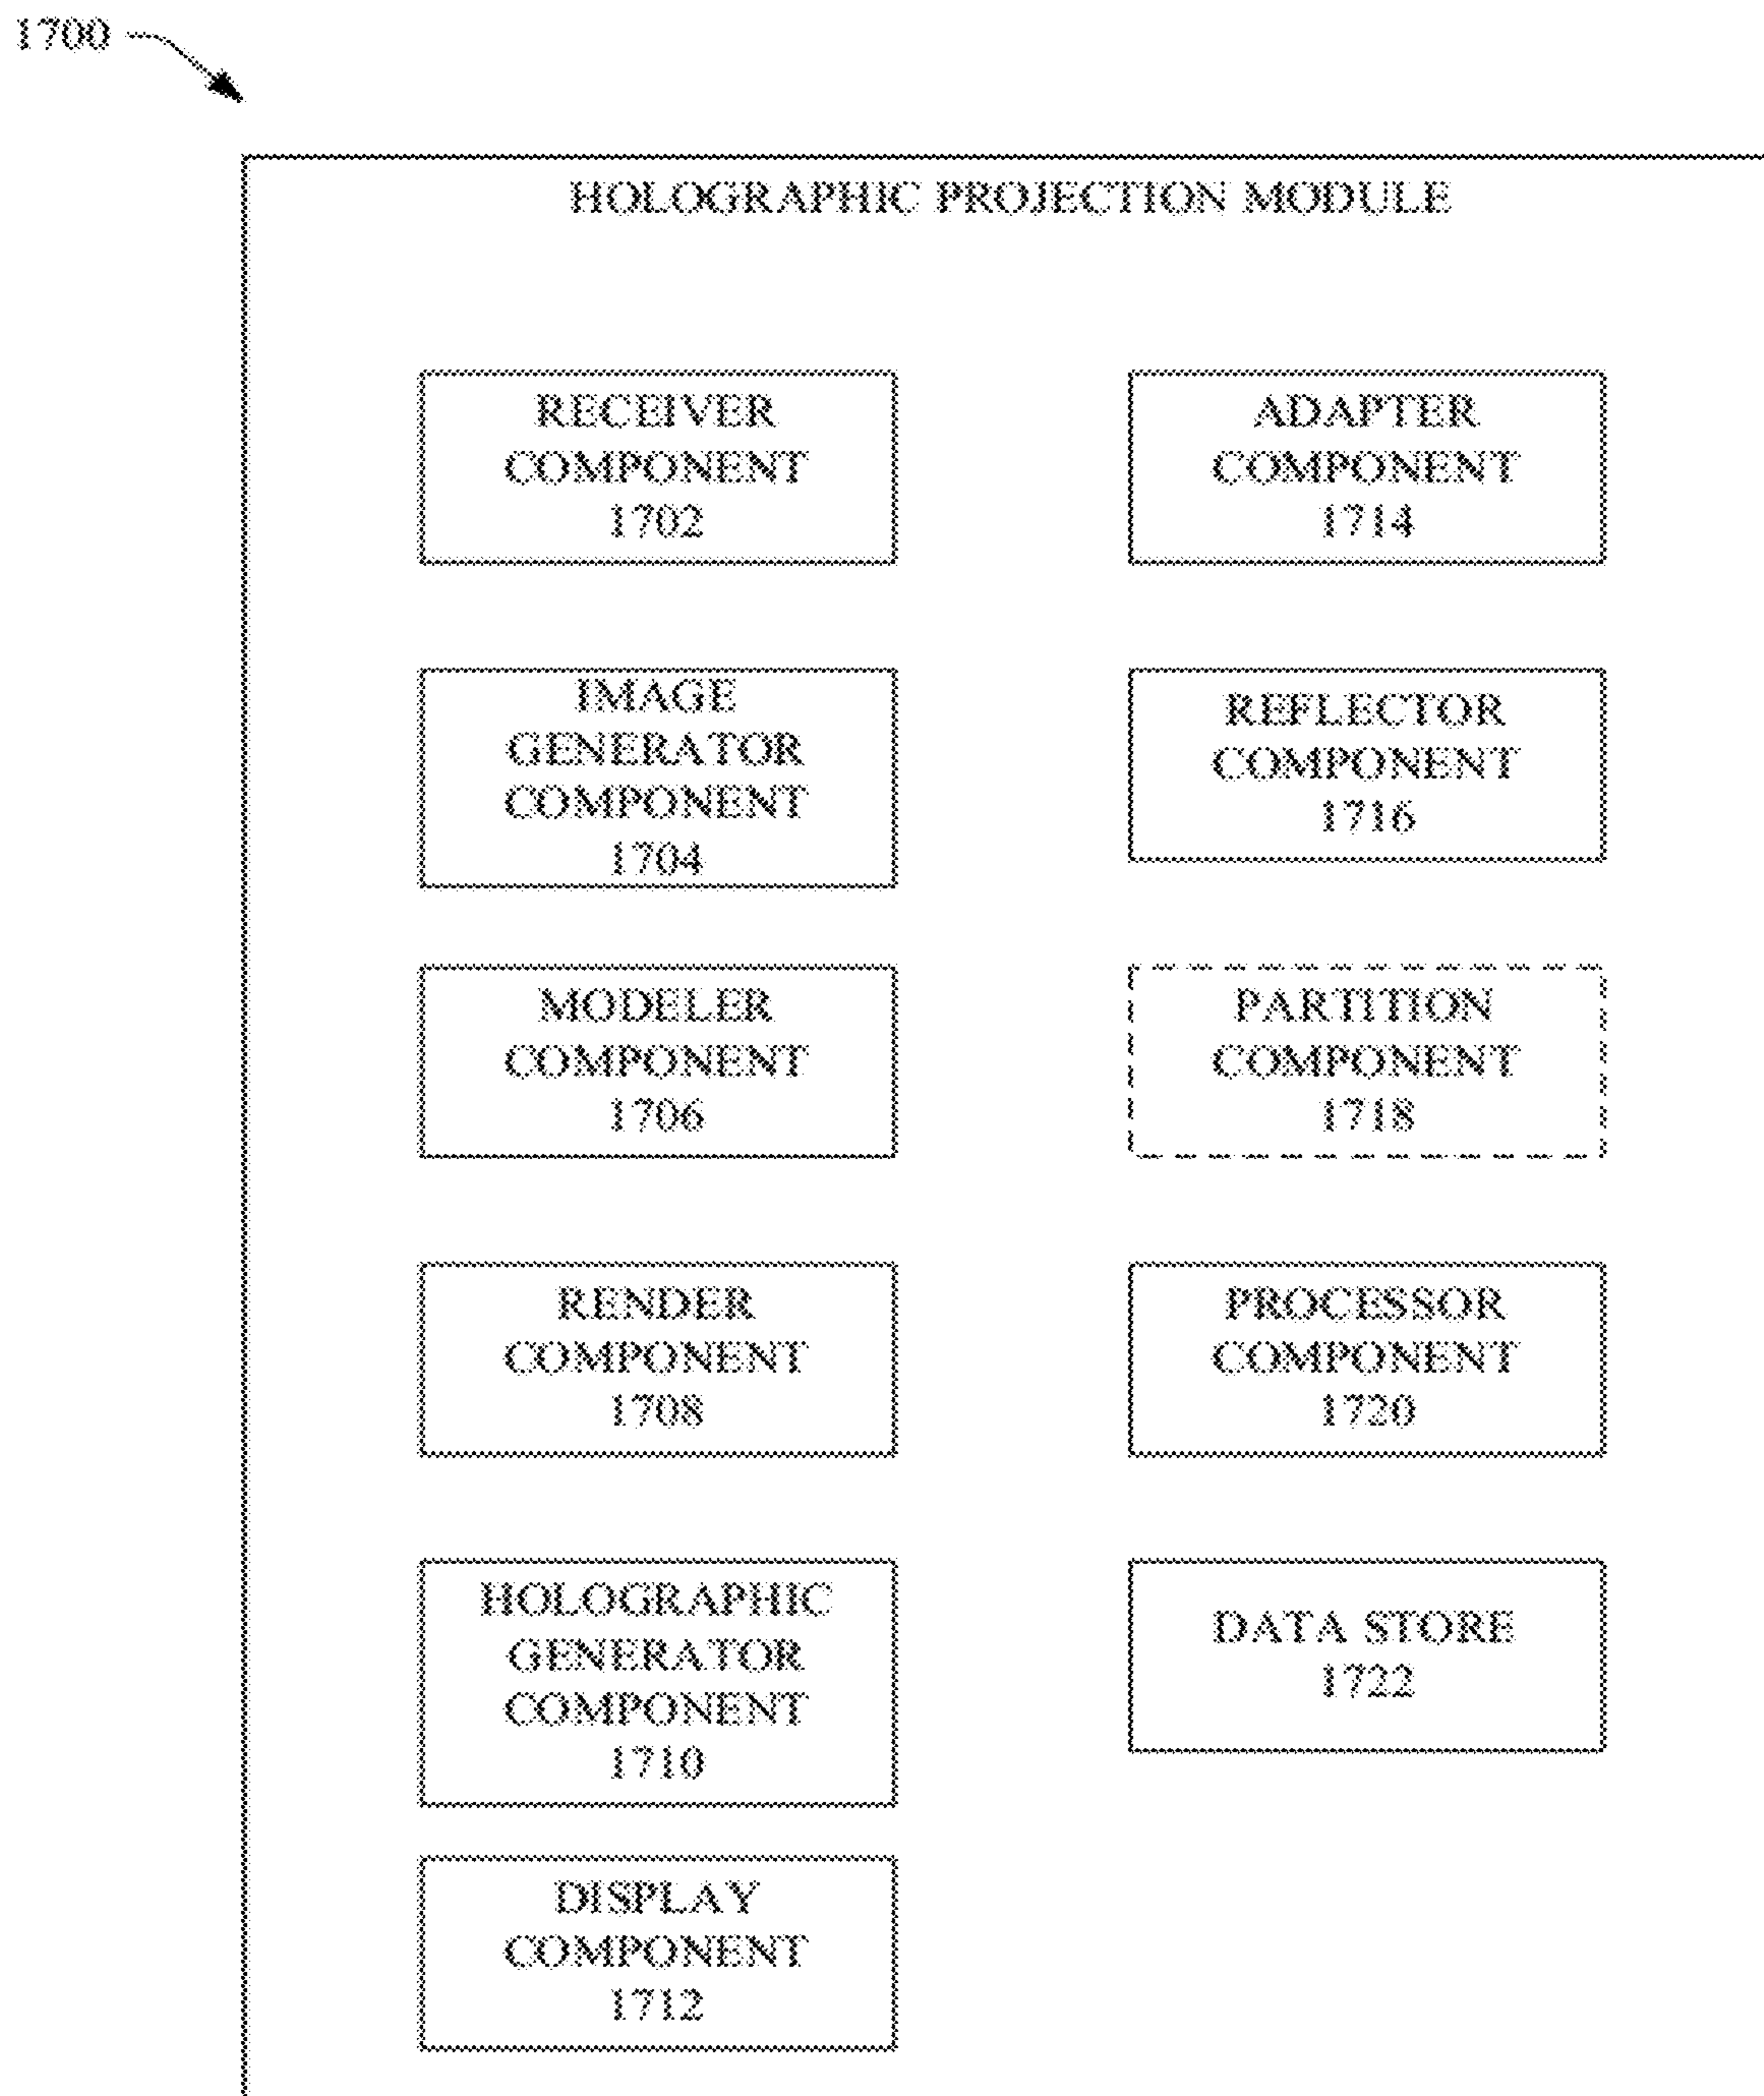 1700
HOLOGRAPHIC PROJECTION MODULE
RECEIVER
COMPONENT
1702
IMAGE
GENERATOR
COMPONENT
1704
MODELER
COMPONENT
1706
RENDER
COMPONENT
1708
HOLOGRAPHIC
GENERATOR
COMPONENT
1710
DISPLAY
COMPONENT
1712
ADAPTER
COMPONENT
1714
REFLECTOR
COMPONENT
1716
PARTITION
COMPONENT
1718
PROCESSOR
COMPONENT
1720
DATA STORE
1722